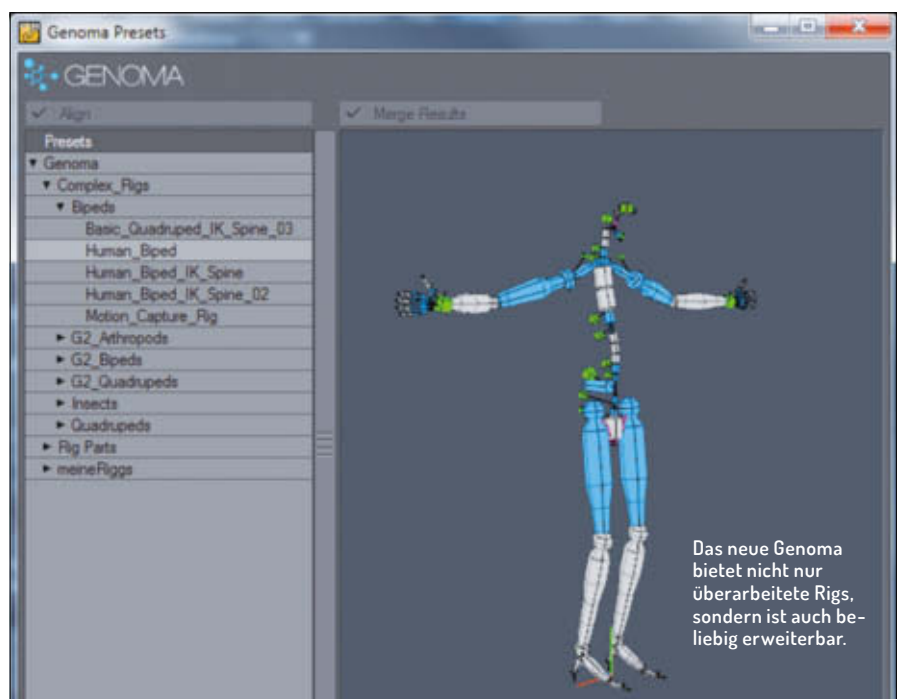 Genoma Presets
GENOMA
Align
Merge Results
Presets
Genoma
Complex_Rigs
Bipeds
Basic_Quadruped_IK_Spine_03
Human_Biped
Human_Biped_IK_Spine
Human_Biped_IK_Spine_02
Motion_Capture_Rig
G2_Arthropods
G2_Bipeds
G2_Quadrupeds
Insects
Quadrupeds
Rig Parts
meineRiggs
Das neue Genoma
bietet nicht nur
überarbeitete Rigs,
sondern ist auch be-
liebig erweiterbar.